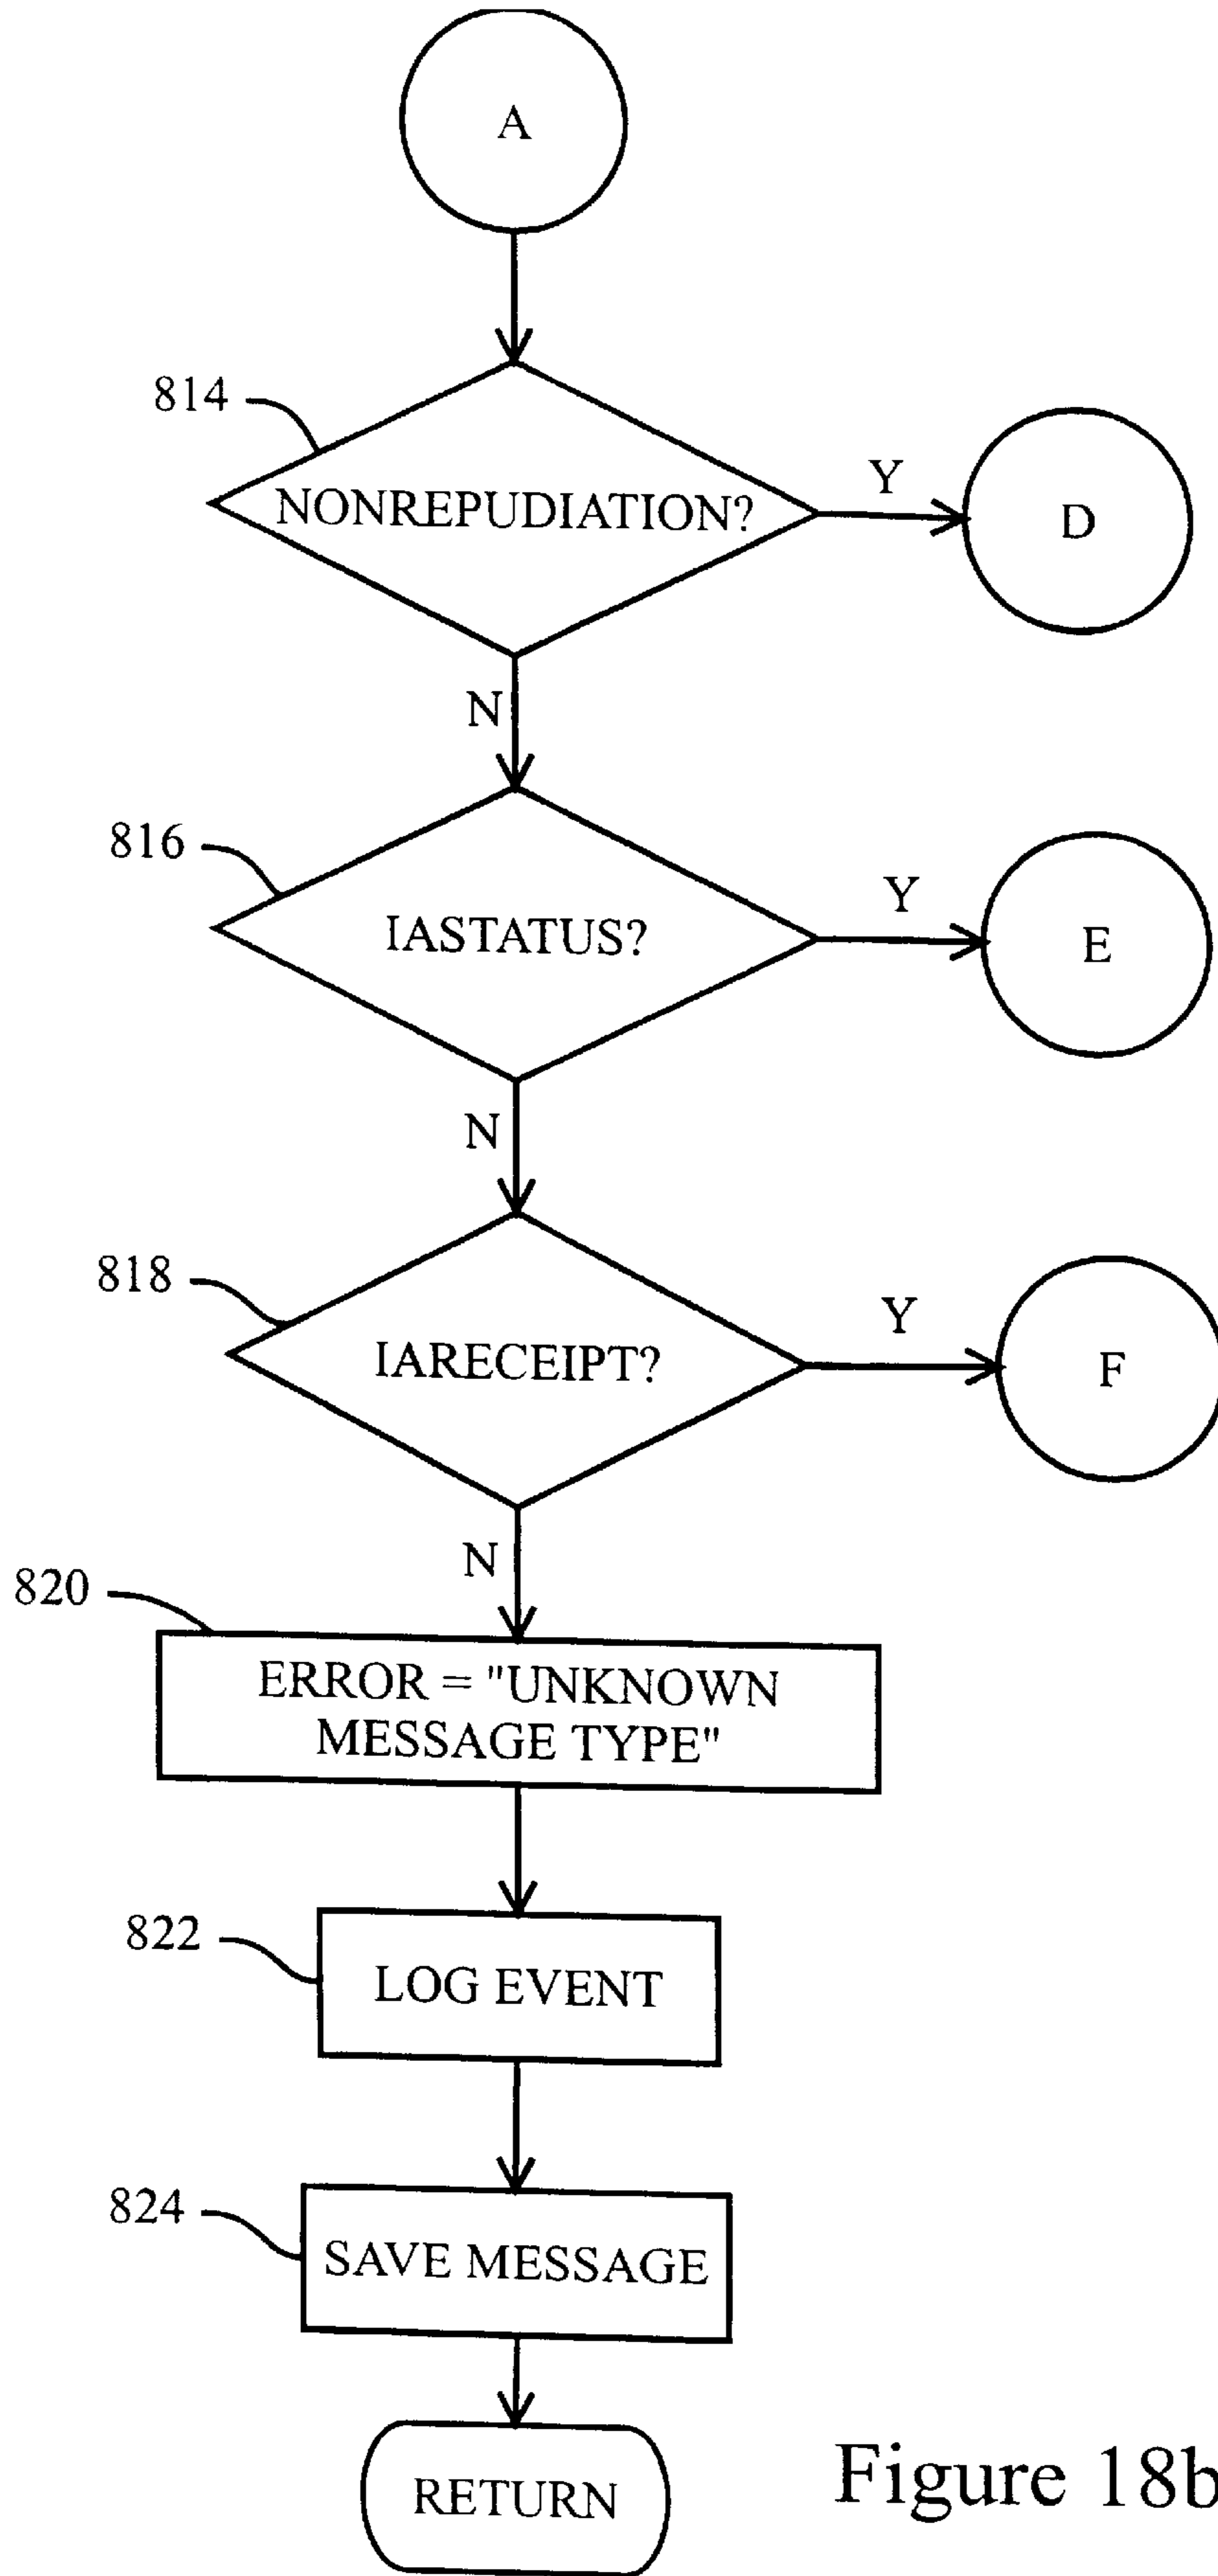 A
814
NONREPUDIATION?
Y
D
N
816
IASTATUS?
Y
E
N
818
IARECEIPT?
Y
F
N
820
ERROR = "UNKNOWN
MESSAGE TYPE"
822
LOG EVENT
824
SAVE MESSAGE
RETURN
Figure 18b